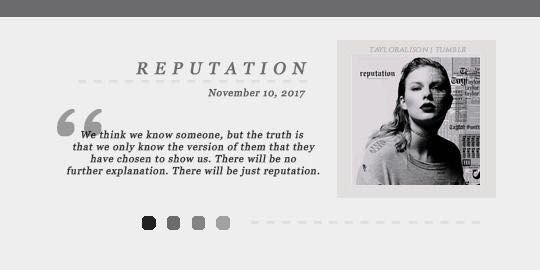 REPUTATION
November 10, 2017
“
We think we know someone, but the truth is
that we only know the version of them that they
have chosen to show us. There will be no
further explanation. There will be just reputation.
TAYLORALISON | TUMBLR
reputation